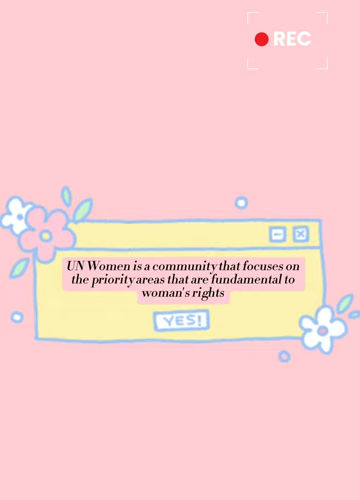 REC
UN Women is a community that focuses on
the priority areas that are fundamental to
woman's rights
YES!